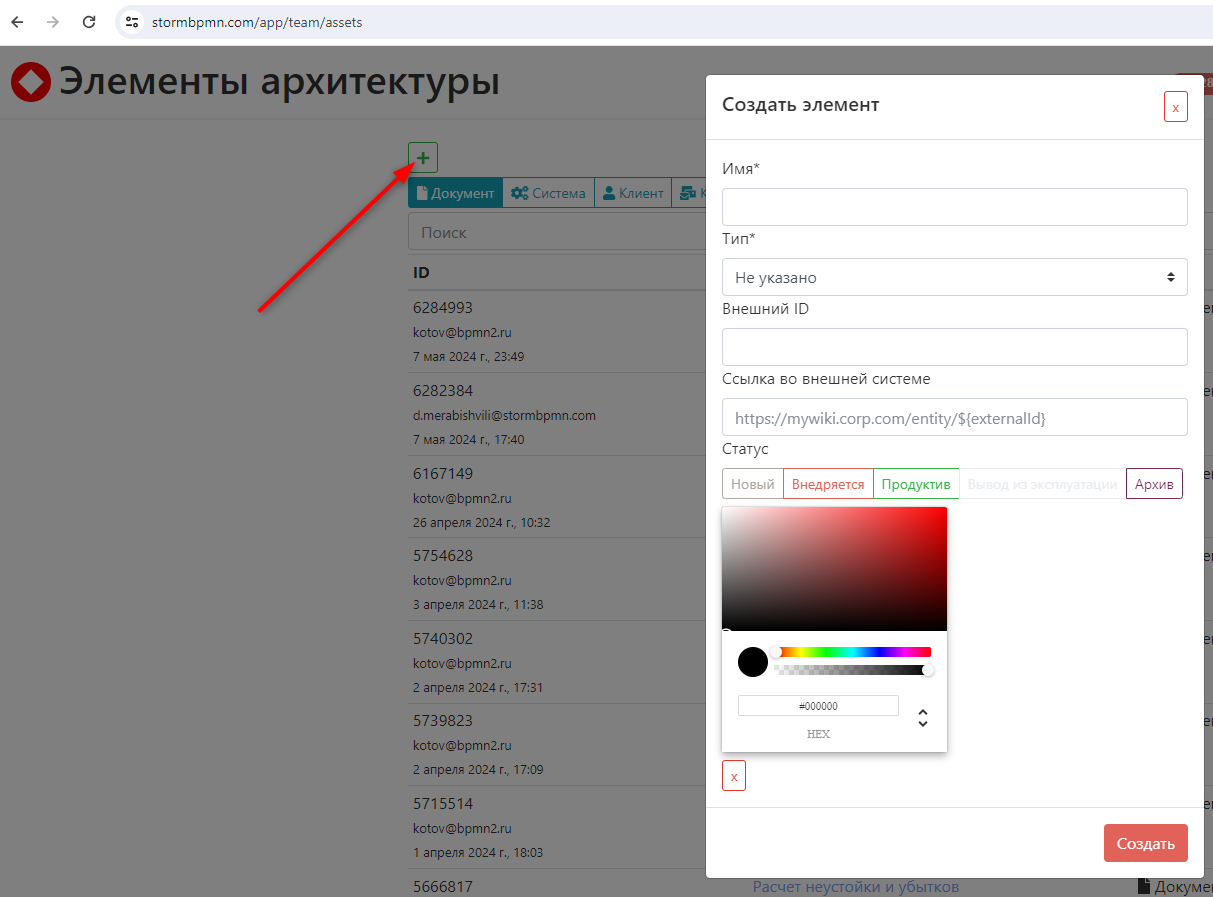 stormbpmn.com/app/team/assets
Элементы архитектуры
Документ
Система
Клиент
Поиск
ID
6284993
kotov@bpmn2.ru
7 мая 2024 г., 23:49
6282384
d.merabishvili@stormbpmn.com
7 мая 2024 г., 17:40
6167149
kotov@bpmn2.ru
26 апреля 2024 г., 10:32
5754628
kotov@bpmn2.ru
3 апреля 2024 г., 11:38
5740302
kotov@bpmn2.ru
2 апреля 2024 г., 17:31
5739823
kotov@bpmn2.ru
2 апреля 2024 г., 17:09
5715514
kotov@bpmn2.ru
1 апреля 2024 г., 18:03
5666817
Расчет неустойки и убытков
Создать элемент
x
Имя*
Тип*
Не указано
Внешний ID
Ссылка во внешней системе
https://mywiki.corp.com/entity/${externalId}
Статус
Новый
Внедряется
Продуктив
Вывод из эксплуатации
Архив
#000000
HEX
x
Создать